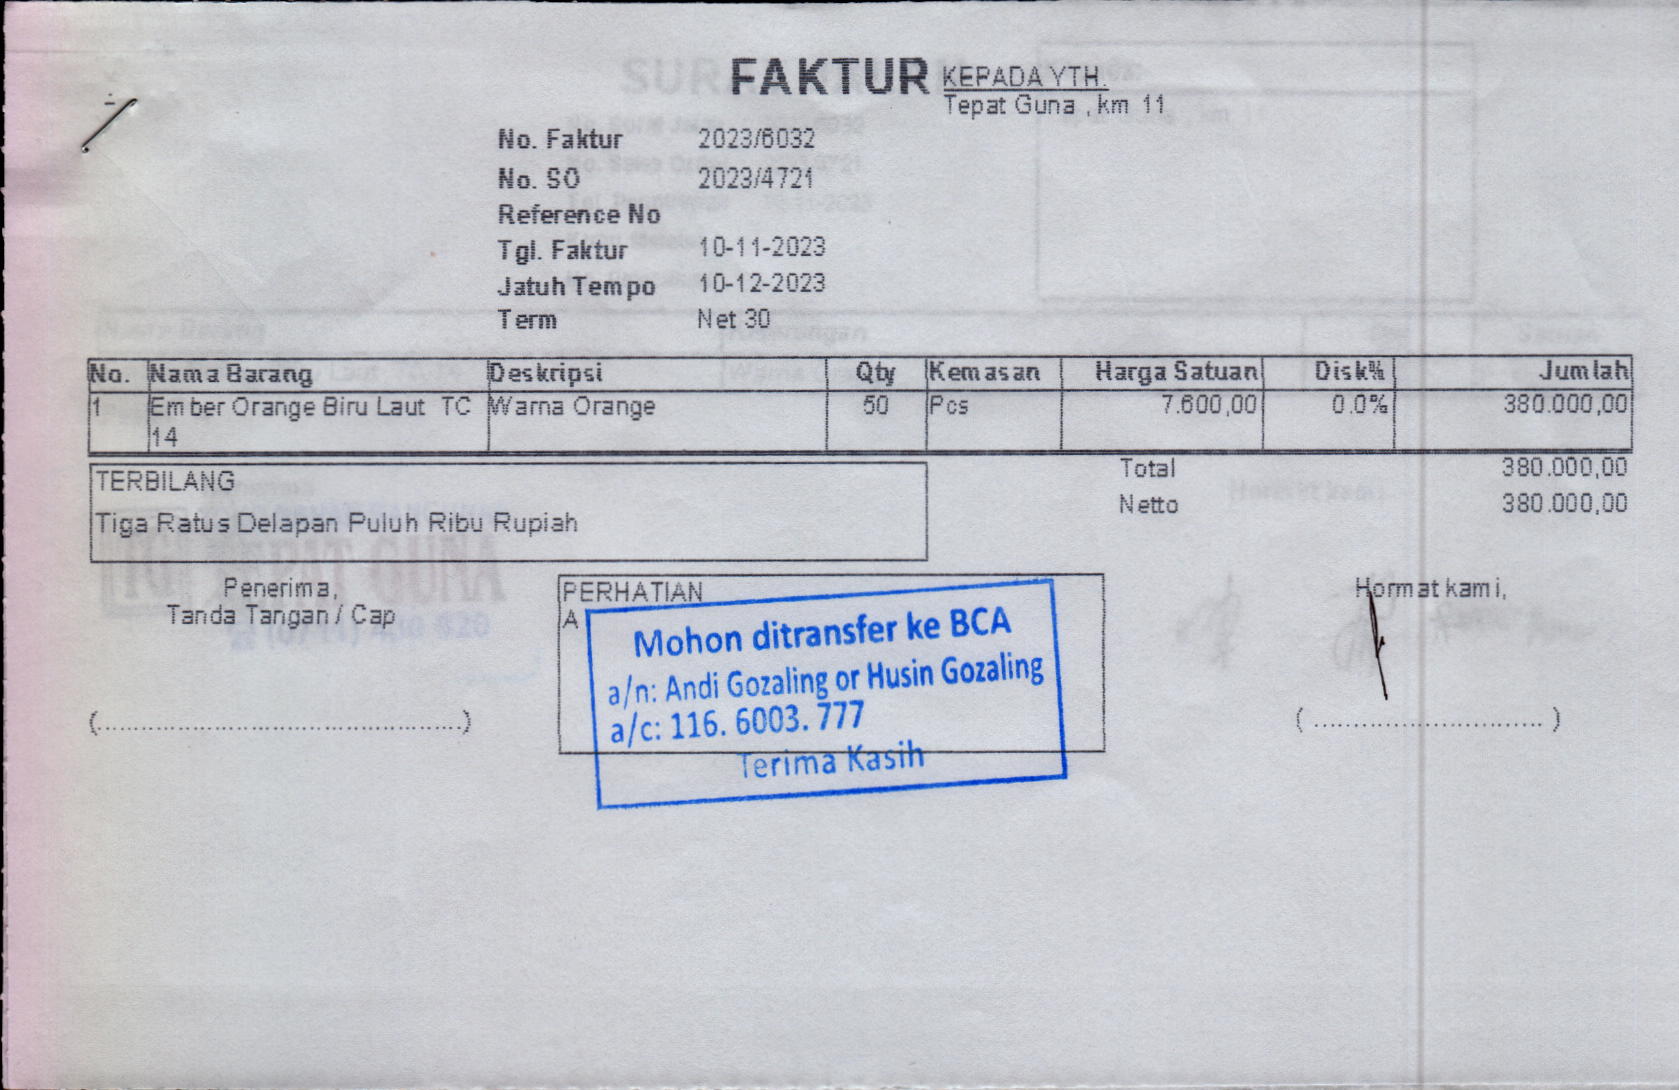 FAKTUR
KEPADA YTH.
Tepat Guna , km 11
No. Faktur 2023/6032
No. SO 2023/4721
Reference No
Tgl. Faktur 10-11-2023
Jatuh Tempo 10-12-2023
Term Net 30
No. Nama Barang Deskripsi Qty Kemasan Harga Satuan Disk% Jumlah
1 Ember Orange Biru Laut TC Warna Orange 50 Pcs 7.600,00 0.0% 380.000,00
14
Total 380.000,00
Netto 380.000,00
TERBILANG
Tiga Ratus Delapan Puluh Ribu Rupiah
Penerima,
Tanda Tangan / Cap
(..............................................)
PERHATIAN
A
Mohon ditransfer ke BCA
a/n: Andi Gozaling or Husin Gozaling
a/c: 116. 6003. 777
Terima Kasih
Hormat kami,
( ............................. )